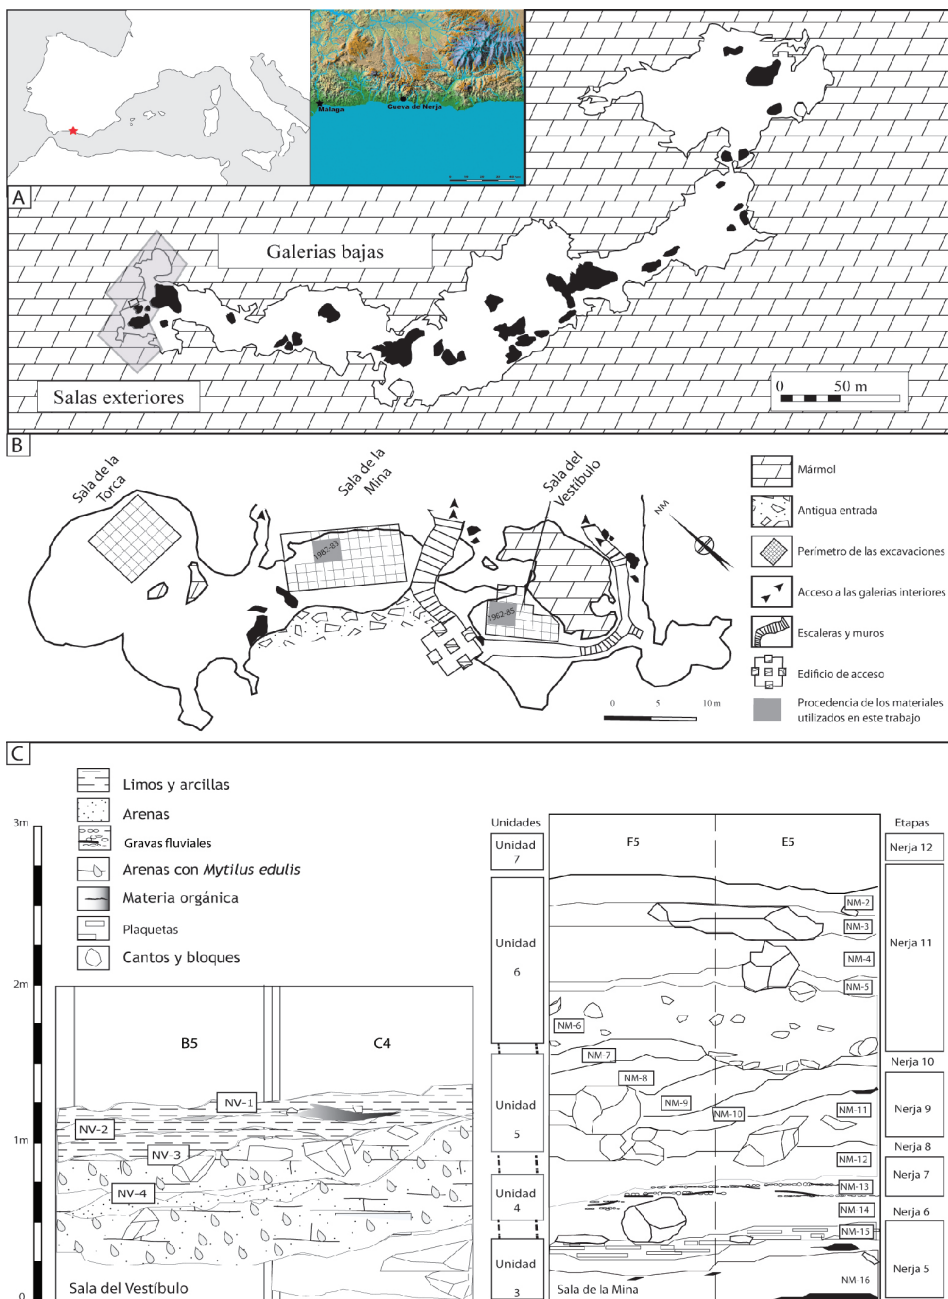 Malaga
Cueva de Nerja
A
Galerias bajas
Salas exteriores
0 50 m
B
Sala de la
Torca
Sala de la
Mina
Sala del
Vestíbulo
NM
1982-83
1962-85
0 5 10 m
Mármol
Antigua entrada
Perímetro de las excavaciones
Acceso a las galerias interiores
Escaleras y muros
Edificio de acceso
Procedencia de los materiales
utilizados en este trabajo
C
Limos y arcillas
Arenas
Gravas fluviales
Arenas con Mytilus edulis
Materia orgánica
Plaquetas
Cantos y bloques
3m
2m
1m
0
B5
C4
NV-1
NV-2
NV-3
NV-4
Sala del Vestíbulo
Unidades
Unidad
7
Unidad
6
Unidad
5
Unidad
4
Unidad
3
F5
E5
NM-2
NM-3
NM-4
NM-5
NM-6
NM-7
NM-8
NM-9
NM-10
NM-11
NM-12
NM-13
NM 14
NM-15
NM-16
Sala de la Mina
Etapas
Nerja 12
Nerja 11
Nerja 10
Nerja 9
Nerja 8
Nerja 7
Nerja 6
Nerja 5